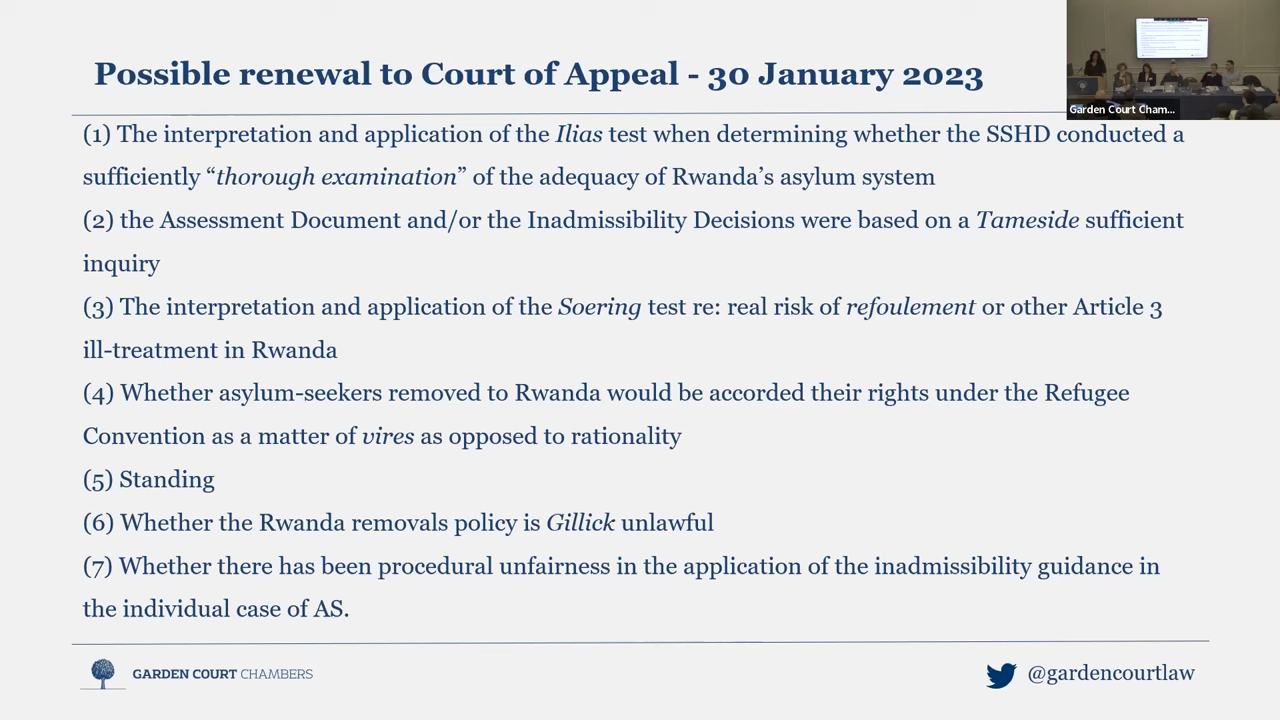 Possible renewal to Court of Appeal - 30 January 2023
Garden Court Cham...
(1) The interpretation and application of the Ilias test when determining whether the SSHD conducted a
sufficiently “thorough examination” of the adequacy of Rwanda’s asylum system
(2) the Assessment Document and/or the Inadmissibility Decisions were based on a Tameside sufficient
inquiry
(3) The interpretation and application of the Soering test re: real risk of refoulement or other Article 3
ill-treatment in Rwanda
(4) Whether asylum-seekers removed to Rwanda would be accorded their rights under the Refugee
Convention as a matter of vires as opposed to rationality
(5) Standing
(6) Whether the Rwanda removals policy is Gillick unlawful
(7) Whether there has been procedural unfairness in the application of the inadmissibility guidance in
the individual case of AS.
GARDEN COURT CHAMBERS
@gardencourtlaw